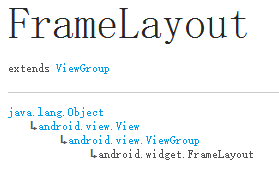 FrameLayout
extends ViewGroup
java.lang.Object
↳android.view.View
↳android.view.ViewGroup
↳android.widget.FrameLayout